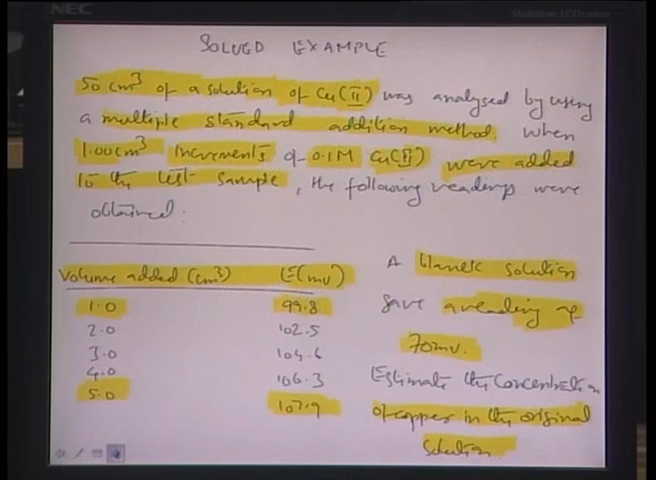 NEC
SOLVED EXAMPLE
50 cm³ of a solution of Cu(II) was analysed by using
a multiple standard addition method. When
1.00cm³ increments of 0.1M Cu(II) were added
to the test sample, the following readings were
obtained:
Volume added (cm³) E(mv)
1.0 99.8
2.0 102.5
3.0 104.6
4.0 106.3
5.0 107.9
A blank solution
gave a reading of
70mv.
Estimate the concentration
of copper in the original
solution.